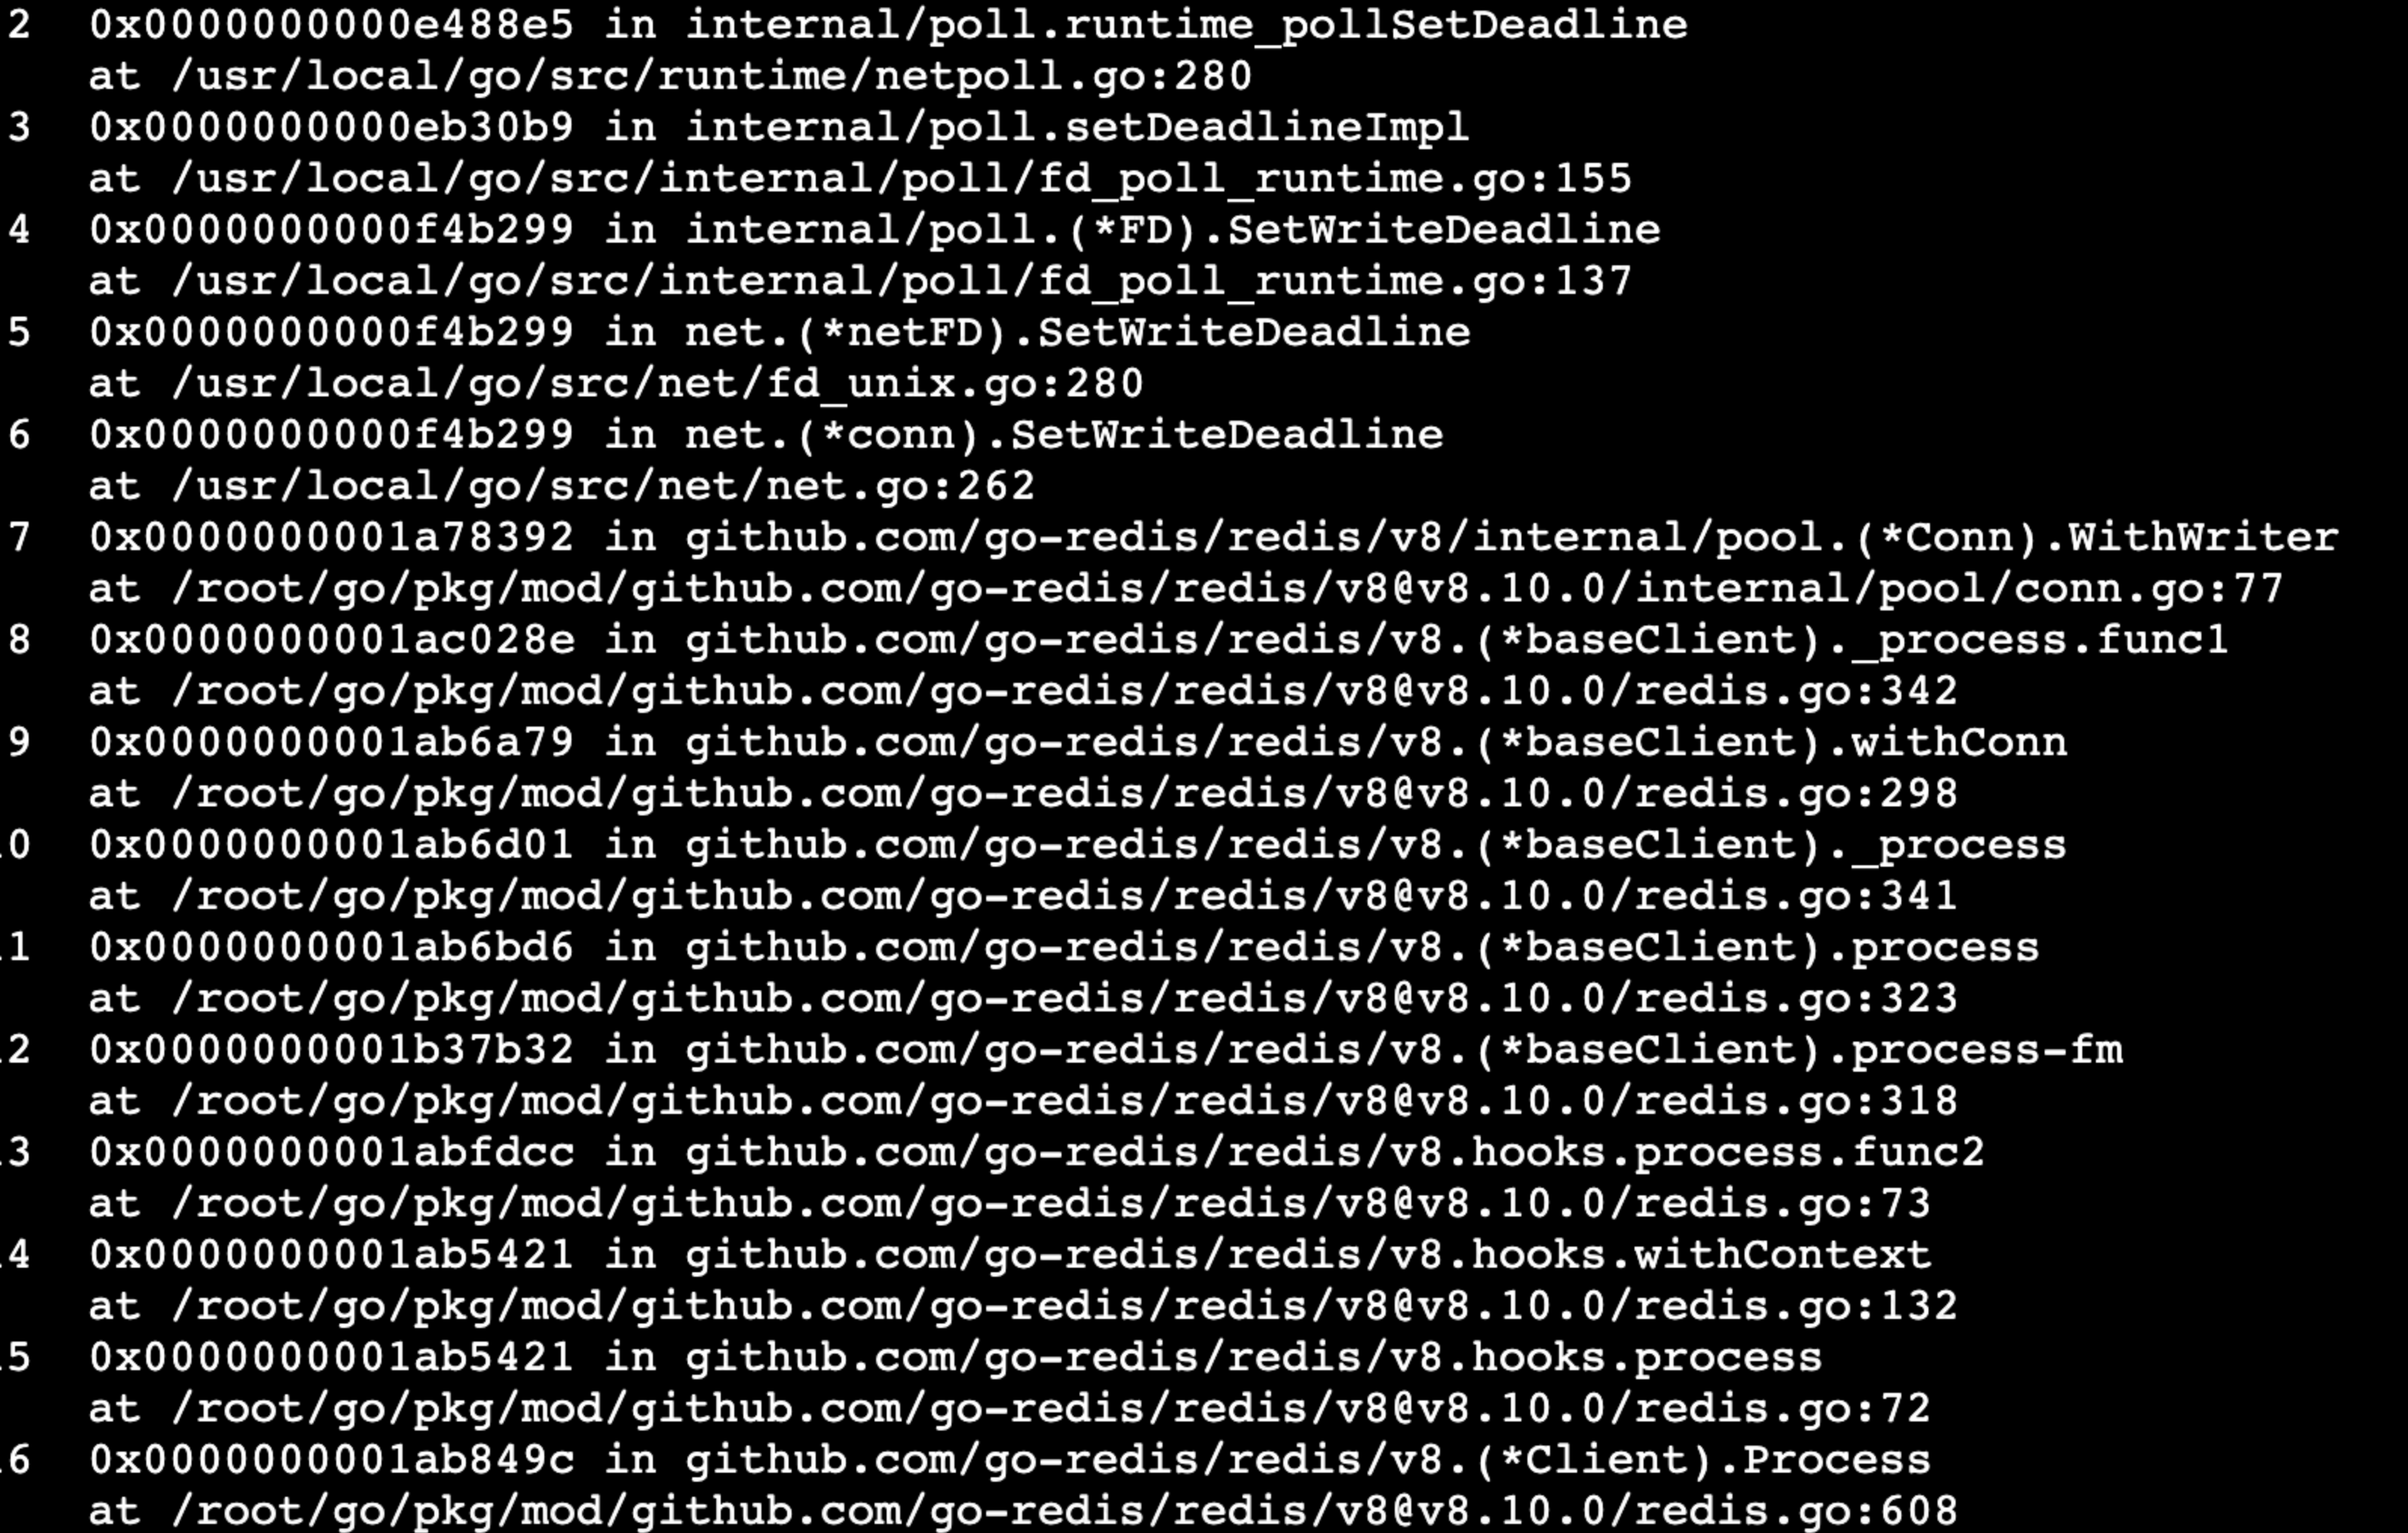 2 0x0000000000e488e5 in internal/poll.runtime_pollSetDeadline
at /usr/local/go/src/runtime/netpoll.go:280
3 0x0000000000eb30b9 in internal/poll.setDeadlineImpl
at /usr/local/go/src/internal/poll/fd_poll_runtime.go:155
4 0x0000000000f4b299 in internal/poll.(*FD).SetWriteDeadline
at /usr/local/go/src/internal/poll/fd_poll_runtime.go:137
5 0x0000000000f4b299 in net.(*netFD).SetWriteDeadline
at /usr/local/go/src/net/fd_unix.go:280
6 0x0000000000f4b299 in net.(*conn).SetWriteDeadline
at /usr/local/go/src/net/net.go:262
7 0x0000000001a78392 in github.com/go-redis/redis/v8/internal/pool.(*Conn).WithWriter
at /root/go/pkg/mod/github.com/go-redis/redis/v8@v8.10.0/internal/pool/conn.go:77
8 0x0000000001ac028e in github.com/go-redis/redis/v8.(*baseClient)._process.func1
at /root/go/pkg/mod/github.com/go-redis/redis/v8@v8.10.0/redis.go:342
9 0x0000000001ab6a79 in github.com/go-redis/redis/v8.(*baseClient).withConn
at /root/go/pkg/mod/github.com/go-redis/redis/v8@v8.10.0/redis.go:298
0 0x0000000001ab6d01 in github.com/go-redis/redis/v8.(*baseClient)._process
at /root/go/pkg/mod/github.com/go-redis/redis/v8@v8.10.0/redis.go:341
1 0x0000000001ab6bd6 in github.com/go-redis/redis/v8.(*baseClient).process
at /root/go/pkg/mod/github.com/go-redis/redis/v8@v8.10.0/redis.go:323
2 0x0000000001b37b32 in github.com/go-redis/redis/v8.(*baseClient).process-fm
at /root/go/pkg/mod/github.com/go-redis/redis/v8@v8.10.0/redis.go:318
3 0x0000000001abfdcc in github.com/go-redis/redis/v8.hooks.process.func2
at /root/go/pkg/mod/github.com/go-redis/redis/v8@v8.10.0/redis.go:73
4 0x0000000001ab5421 in github.com/go-redis/redis/v8.hooks.withContext
at /root/go/pkg/mod/github.com/go-redis/redis/v8@v8.10.0/redis.go:132
5 0x0000000001ab5421 in github.com/go-redis/redis/v8.hooks.process
at /root/go/pkg/mod/github.com/go-redis/redis/v8@v8.10.0/redis.go:72
6 0x0000000001ab849c in github.com/go-redis/redis/v8.(*Client).Process
at /root/go/pkg/mod/github.com/go-redis/redis/v8@v8.10.0/redis.go:608